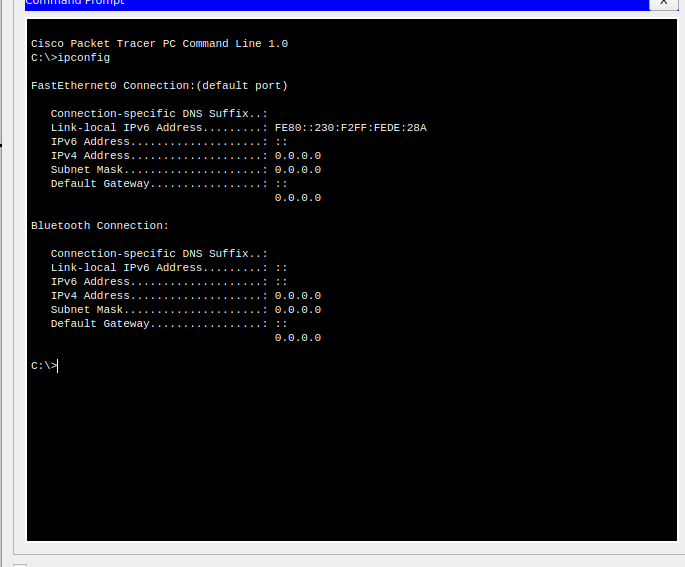 Command Prompt
X
Cisco Packet Tracer PC Command Line 1.0
C:\>ipconfig
FastEthernet0 Connection:(default port)
Connection-specific DNS Suffix..:
Link-local IPv6 Address.........: FE80::230:F2FF:FEDE:28A
IPv6 Address....................: ::
IPv4 Address....................: 0.0.0.0
Subnet Mask.....................: 0.0.0.0
Default Gateway.................: ::
0.0.0.0
Bluetooth Connection:
Connection-specific DNS Suffix..:
Link-local IPv6 Address.........: ::
IPv6 Address....................: ::
IPv4 Address....................: 0.0.0.0
Subnet Mask.....................: 0.0.0.0
Default Gateway.................: ::
0.0.0.0
C:\>